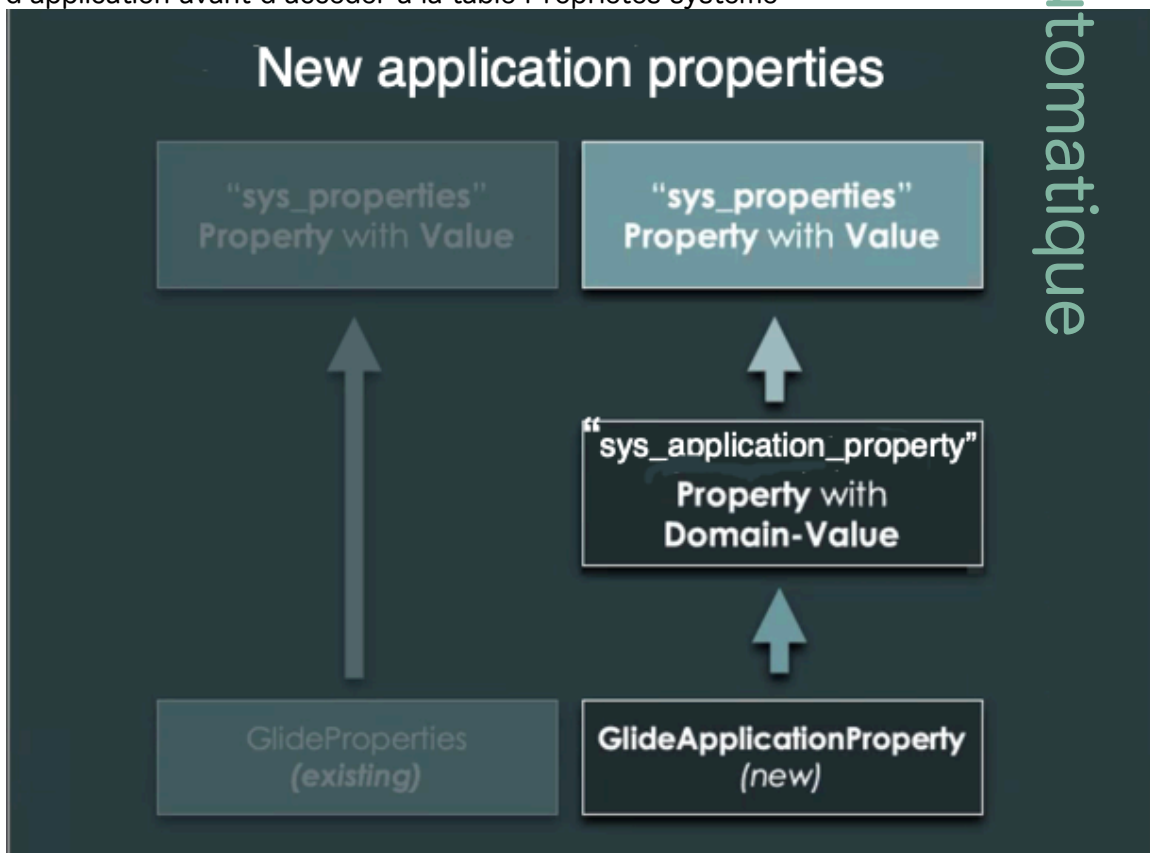 d'application avant d'accéder à la table Propriétés système
New application properties
"sys_properties"
Property with Value
"sys_properties"
Property with Value
"sys_application_property"
Property with
Domain-Value
GlideProperties
(existing)
GlideApplicationProperty
(new)
utomatique